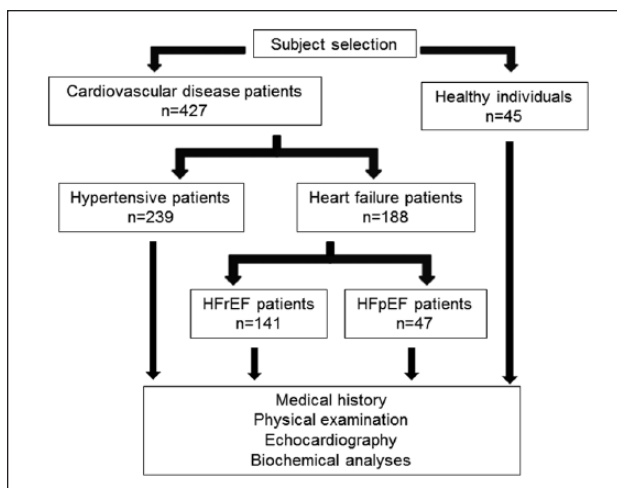 Subject selection
Cardiovascular disease patients
n=427
Healthy individuals
n=45
Hypertensive patients
n=239
Heart failure patients
n=188
HFrEF patients
n=141
HFpEF patients
n=47
Medical history
Physical examination
Echocardiography
Biochemical analyses